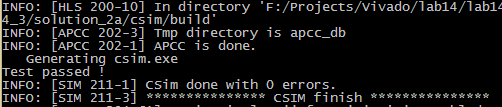 INFO: [HLS 200-10] In directory 'F:/Projects/Vivado/lab14/lab1
4_3/solution_2a/csim/build'
INFO: [APCC 202-3] Tmp directory is apcc_db
INFO: [APCC 202-1] APCC is done.
Generating csim.exe
Test passed !
INFO: [SIM 211-1] CSim done with 0 errors.
INFO: [SIM 211-3] *************** CSIM finish ***************